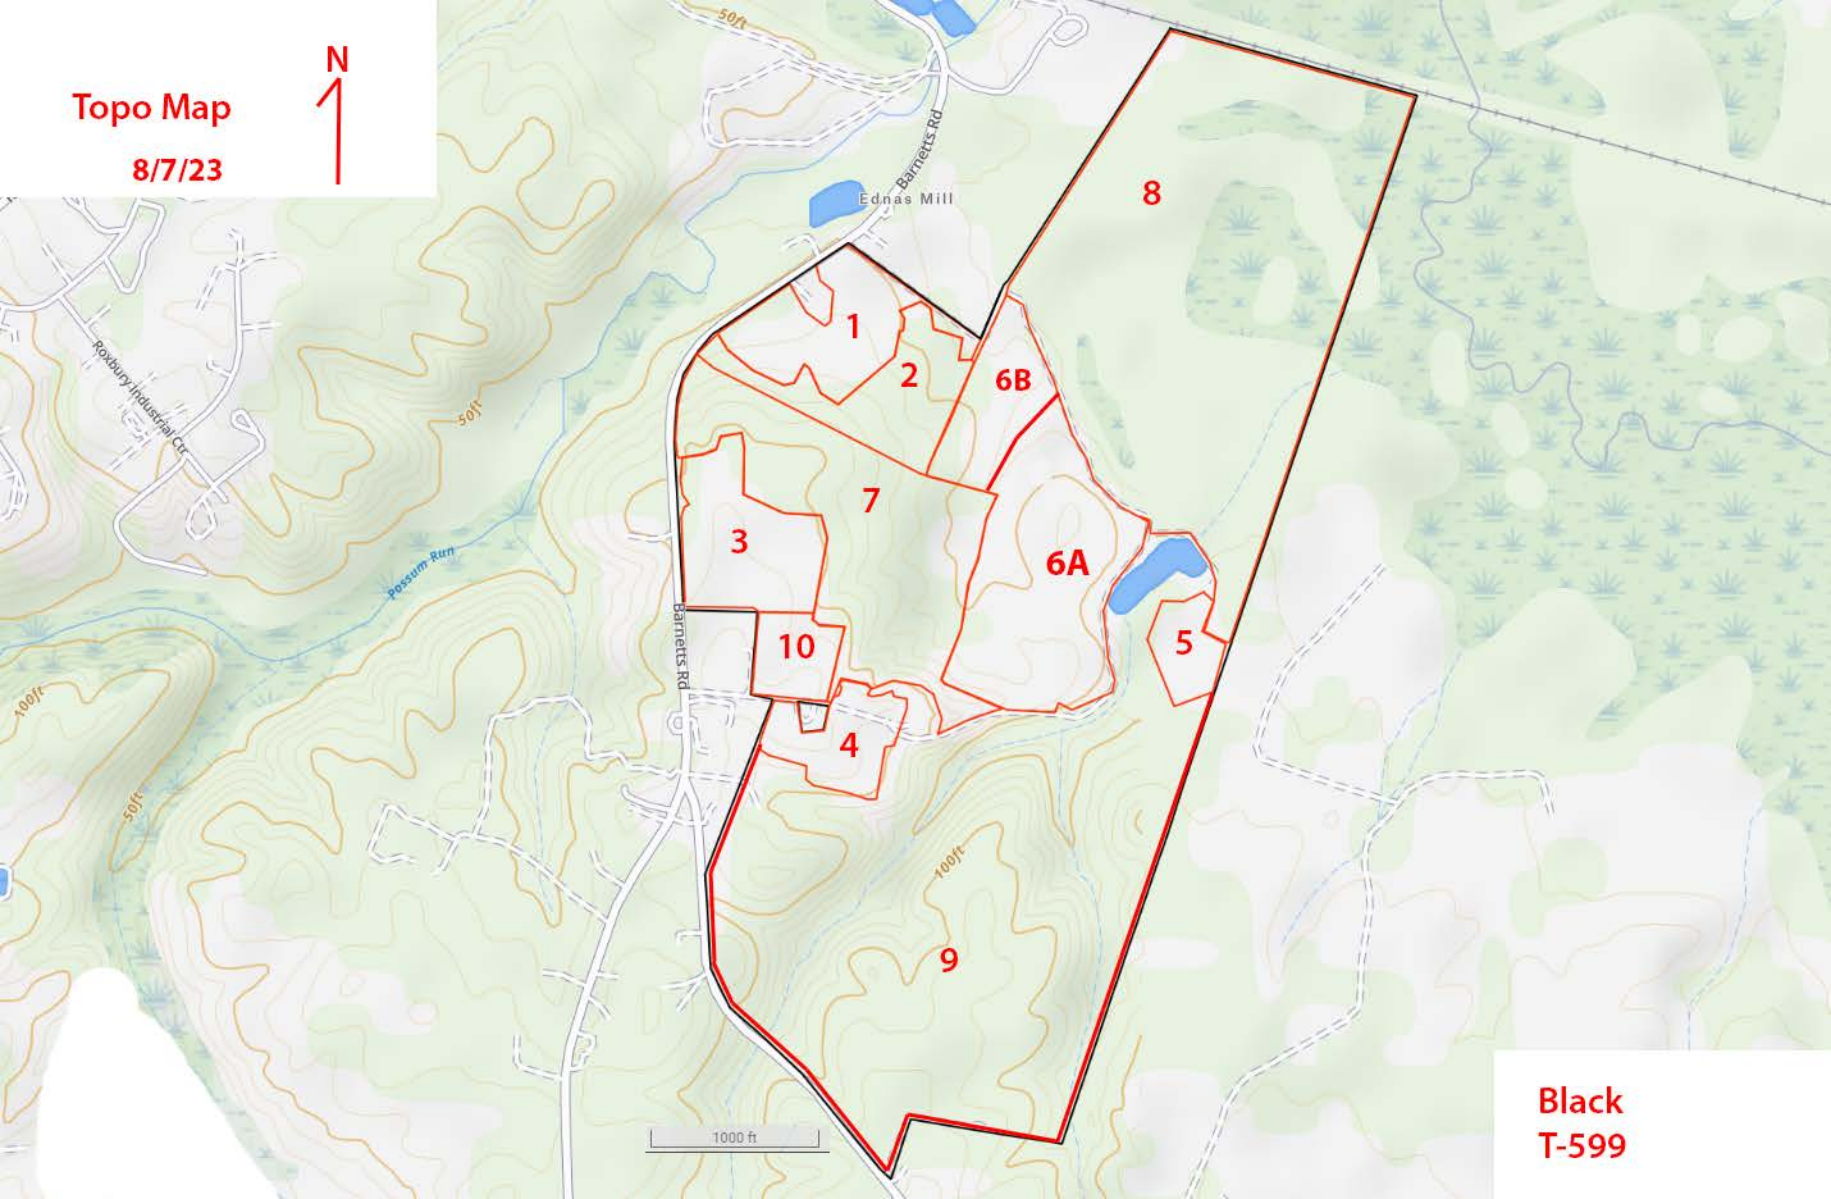 50ft
N
Topo Map
8/7/23
Barnetts Rd
Ednas Mill
8
1
2
6B
Roxbury Industrial Ctr
50ft
7
3
6A
Possum Run
Barnetts Rd
10
5
100ft
4
50ft
100ft
9
1000 ft
Black
T-599